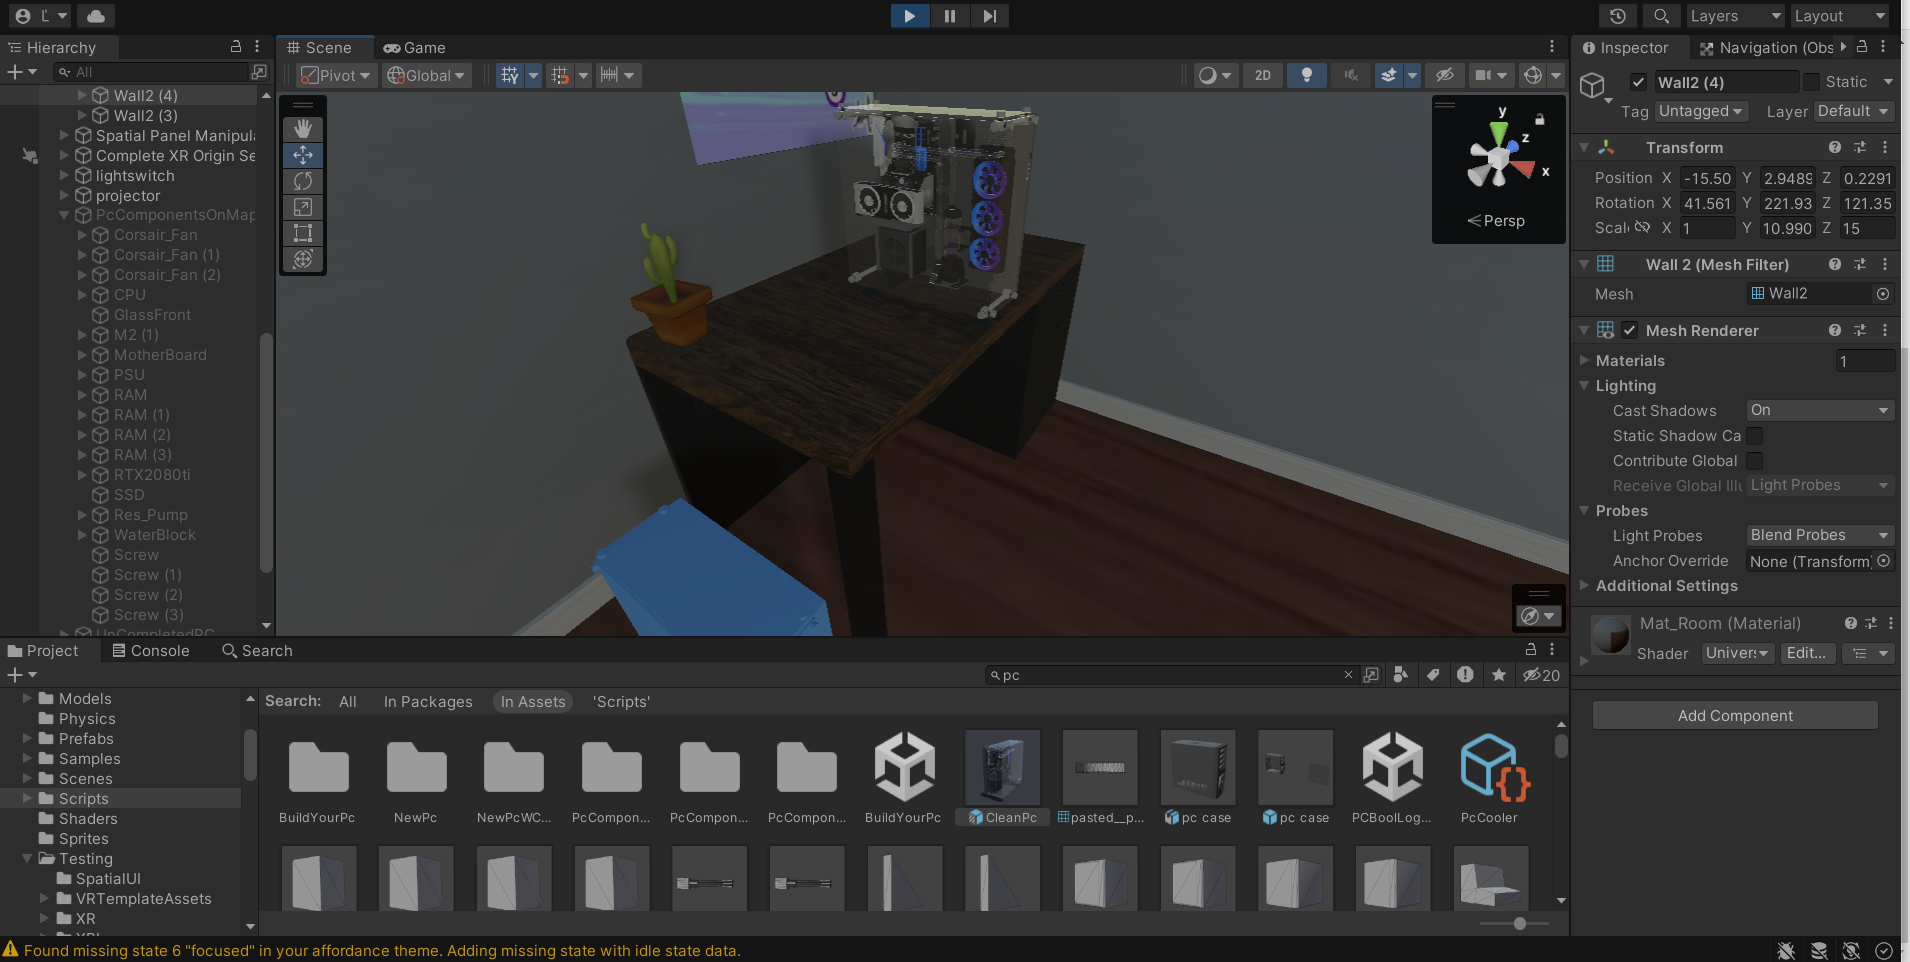 Ľ
Layers
Layout
Hierarchy
All
Wall2 (4)
Wall2 (3)
Spatial Panel Manipula
Complete XR Origin Se
lightswitch
projector
PcComponentsOnMap
Corsair_Fan
Corsair_Fan (1)
Corsair_Fan (2)
CPU
GlassFront
M2 (1)
MotherBoard
PSU
RAM
RAM (1)
RAM (2)
RAM (3)
RTX2080ti
SSD
Res_Pump
WaterBlock
Screw
Screw (1)
Screw (2)
Screw (3)
UnCompletedPC
Scene
Game
Pivot
Global
2D
y
z
x
Persp
Inspector
Navigation (Obs
Wall2 (4)
Static
Tag Untagged Layer Default
Transform
Position X -15.50 Y 2.9489 Z 0.2291
Rotation X 41.561 Y 221.93 Z 121.35
Scale X 1 Y 10.990 Z 15
Wall 2 (Mesh Filter)
Mesh Wall2
Mesh Renderer
Materials 1
Lighting
Cast Shadows On
Static Shadow Ca
Contribute Global
Receive Global Illu Light Probes
Probes
Light Probes Blend Probes
Anchor Override None (Transform)
Additional Settings
Mat_Room (Material)
Shader Univers Edit...
Add Component
Project
Console
Search
pc
20
Models
Physics
Prefabs
Samples
Scenes
Scripts
Shaders
Sprites
Testing
SpatialUI
VRTemplateAssets
XR
Search: All In Packages In Assets 'Scripts'
BuildYourPc NewPc NewPcWC... PcCompon... PcCompon... PcCompon... BuildYourPc CleanPc pasted__p... pc case pc case PCBoolLog... PcCooler
Found missing state 6 "focused" in your affordance theme. Adding missing state with idle state data.